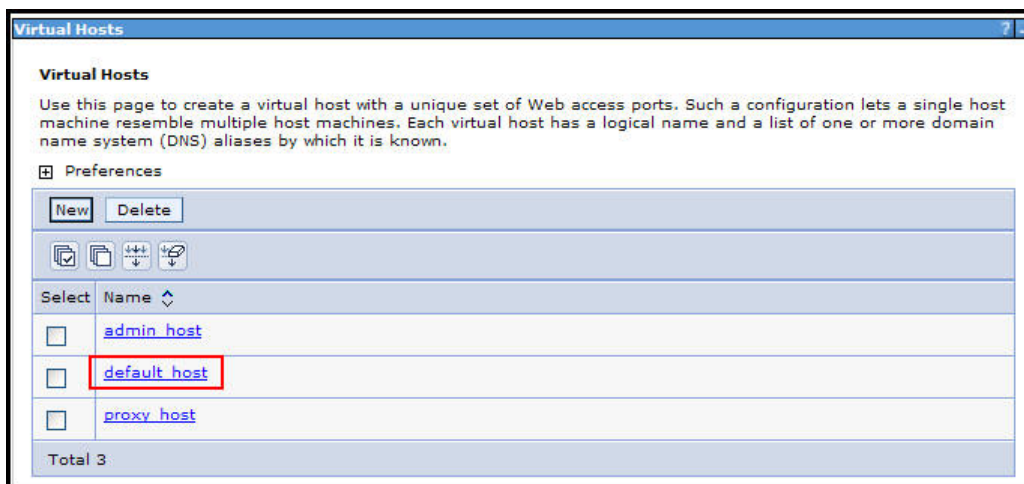 Virtual Hosts
?
Virtual Hosts
Use this page to create a virtual host with a unique set of Web access ports. Such a configuration lets a single host
machine resemble multiple host machines. Each virtual host has a logical name and a list of one or more domain
name system (DNS) aliases by which it is known.
Preferences
New Delete
Select Name
admin_host
default_host
proxy_host
Total 3